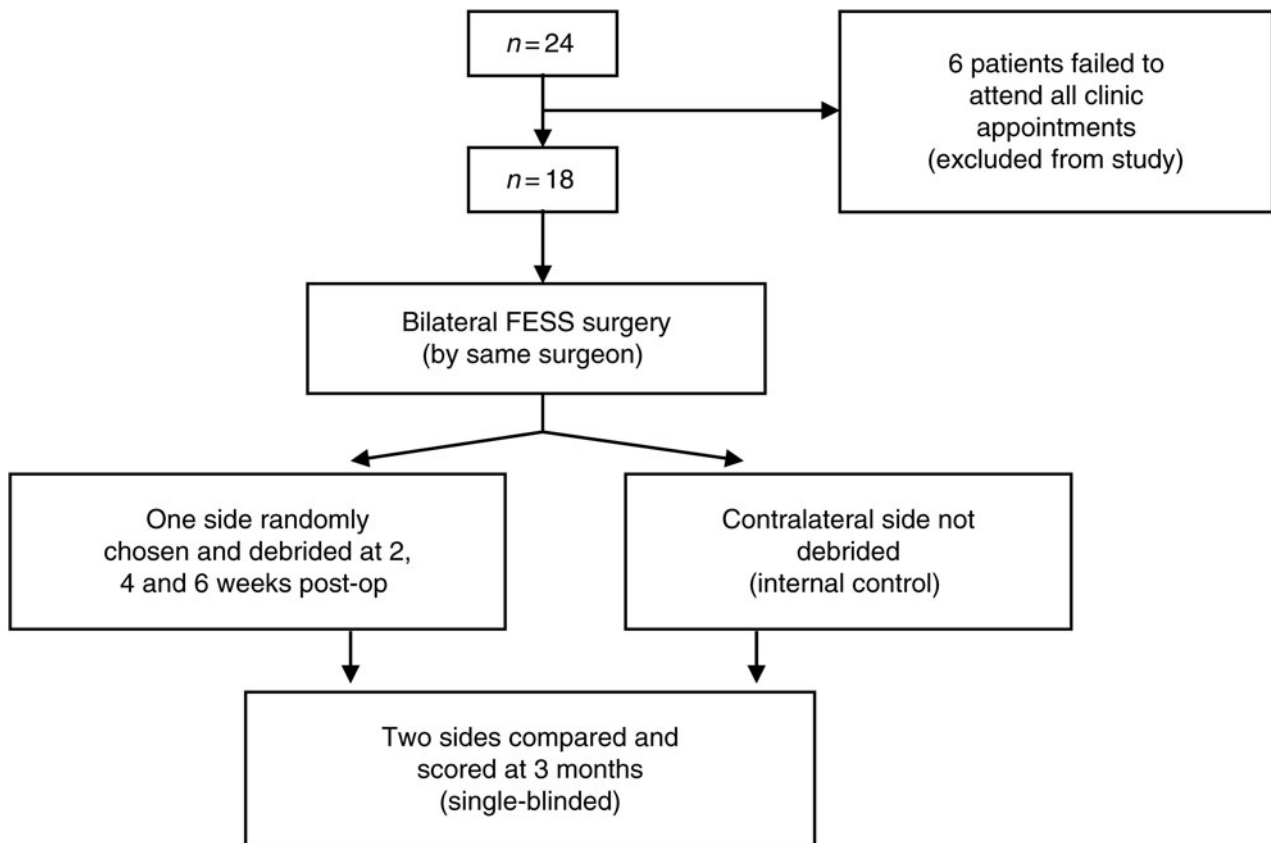 n=24
6 patients failed to
attend all clinic
appointments
(excluded from study)
n=18
Bilateral FESS surgery
(by same surgeon)
One side randomly
chosen and debrided at 2,
4 and 6 weeks post-op
Contralateral side not
debrided
(internal control)
Two sides compared and
scored at 3 months
(single-blinded)